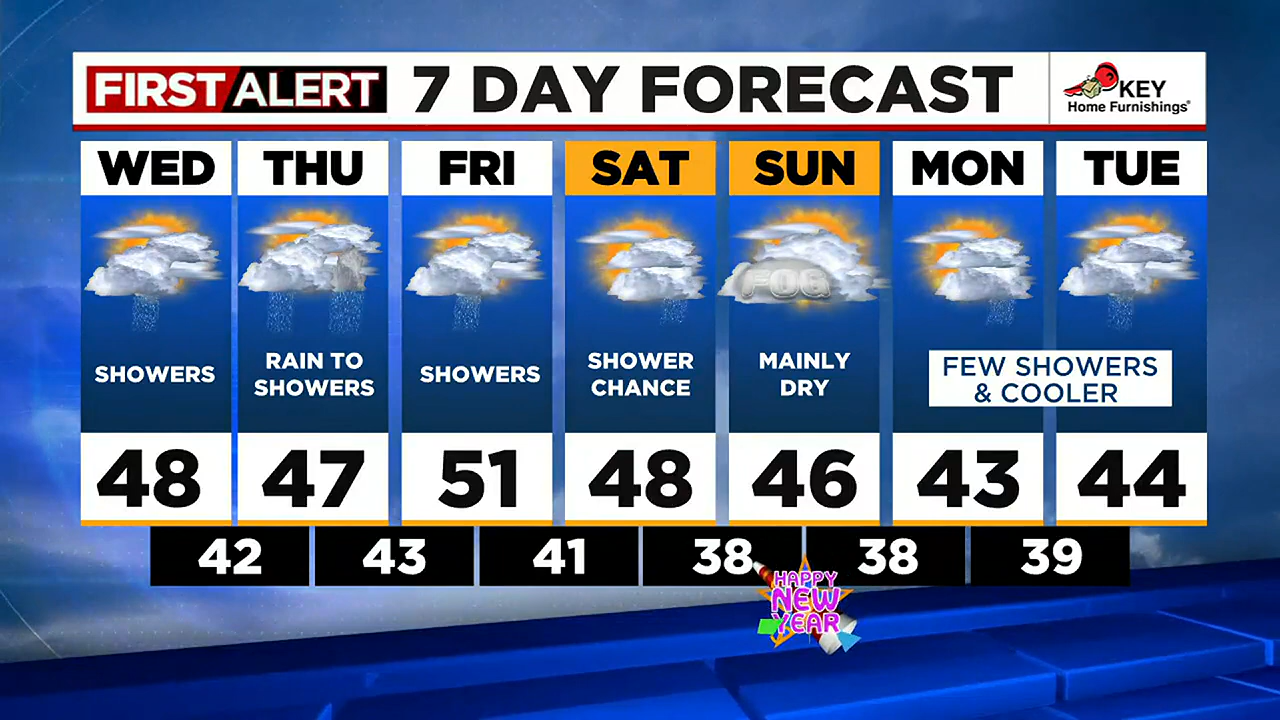 FIRST ALERT 7 DAY FORECAST
KEY
Home Furnishings®
WED THU FRI SAT SUN MON TUE
FOG
SHOWERS
RAIN TO
SHOWERS
SHOWERS
SHOWER
CHANCE
MAINLY
DRY
FEW SHOWERS
& COOLER
48 47 51 48 46 43 44
42 43 41 38 38 39
HAPPY
NEW
YEAR